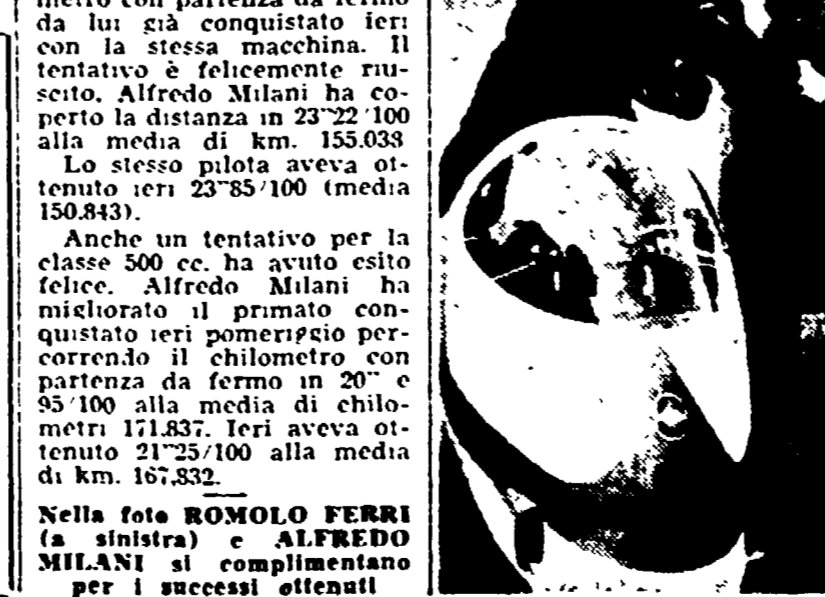 metro con partenza da fermo
da lui già conquistato ieri
con la stessa macchina. Il
tentativo è felicemente riu-
scito. Alfredo Milani ha co-
perto la distanza in 23"22/100
alla media di km. 155.038
Lo stesso pilota aveva ot-
tenuto ieri 23"85/100 (media
150.843).
Anche un tentativo per la
classe 500 cc. ha avuto esito
felice. Alfredo Milani ha
migliorato il primato con-
quistato ieri pomeriggio per-
correndo il chilometro con
partenza da fermo in 20" e
95/100 alla media di chilo-
metri 171.837. Ieri aveva ot-
tenuto 21"25/100 alla media
di km. 167,832.
Nella foto ROMOLO FERRI
(a sinistra) e ALFREDO
MILANI si complimentano
per i successi ottenuti